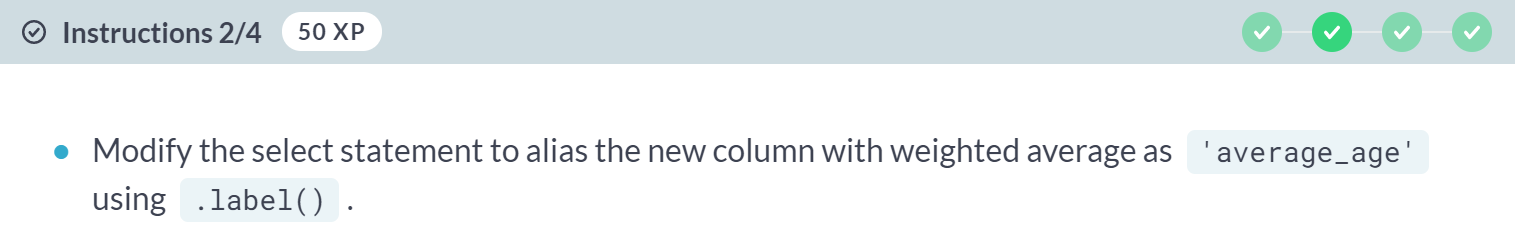 Instructions 2/4 50 XP
Modify the select statement to alias the new column with weighted average as 'average_age'
using .label() .